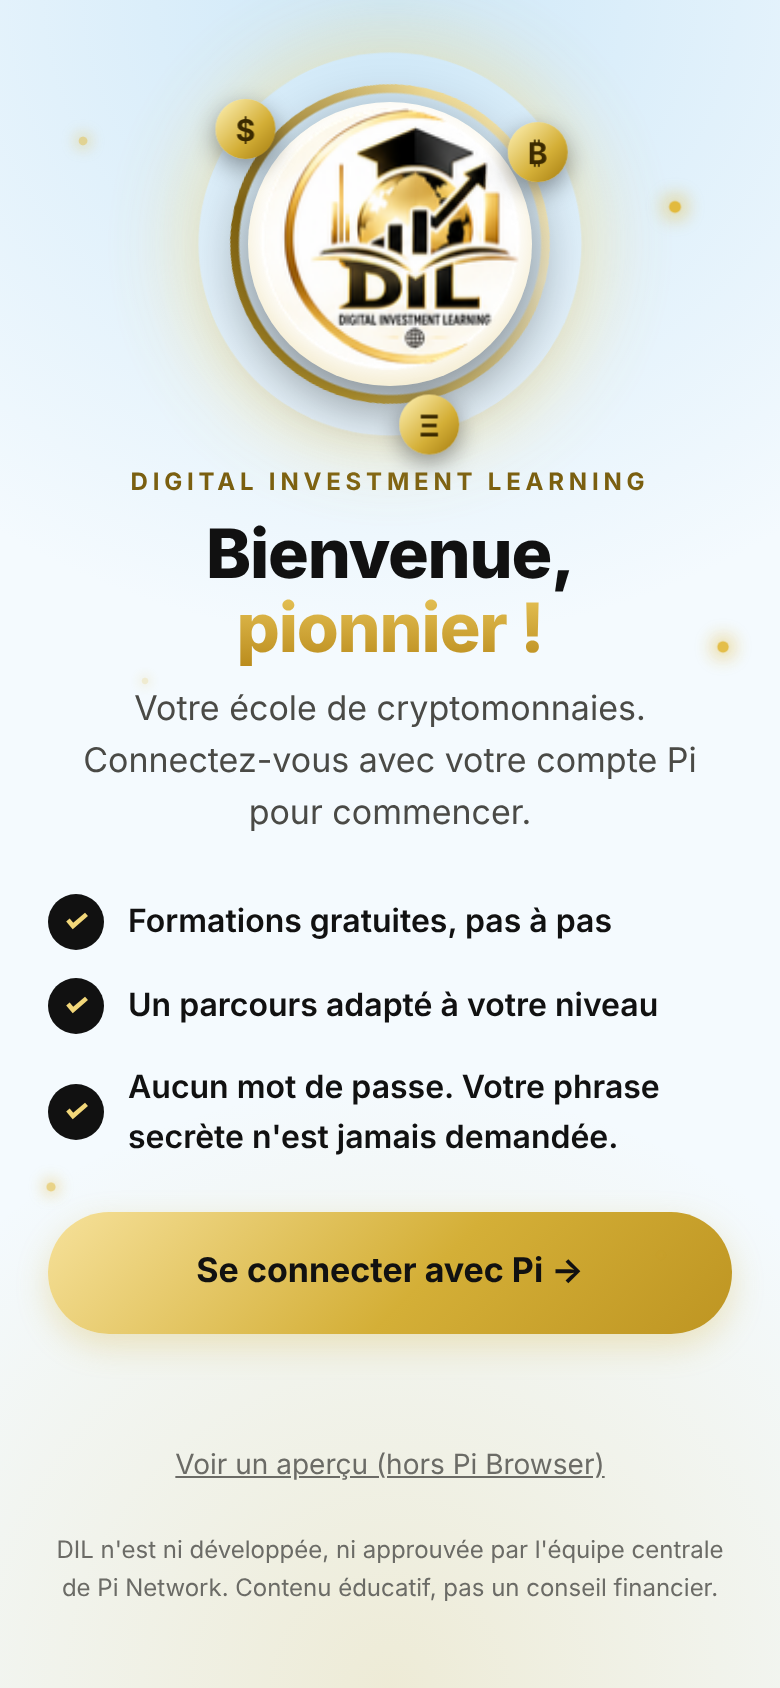 $
₿
DIL
DIGITAL INVESTMENT LEARNING
Ξ
DIGITAL INVESTMENT LEARNING
Bienvenue,
pionnier !
Votre école de cryptomonnaies.
Connectez-vous avec votre compte Pi
pour commencer.
Formations gratuites, pas à pas
Un parcours adapté à votre niveau
Aucun mot de passe. Votre phrase
secrète n'est jamais demandée.
Se connecter avec Pi →
Voir un aperçu (hors Pi Browser)
DIL n'est ni développée, ni approuvée par l'équipe centrale
de Pi Network. Contenu éducatif, pas un conseil financier.